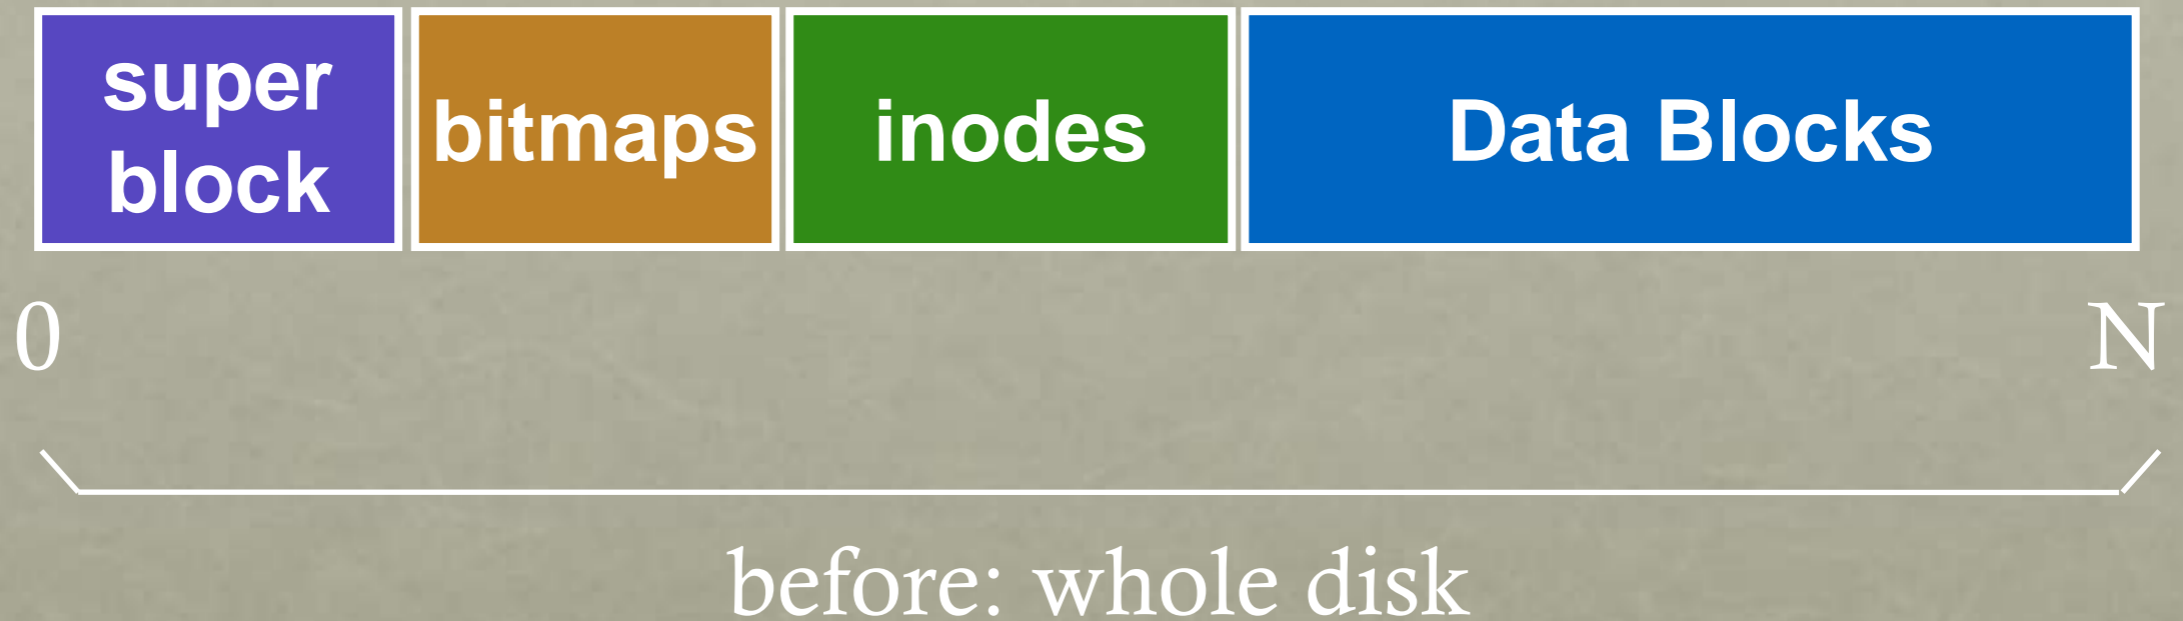 super
block
bitmaps
inodes
Data Blocks
0
N
before: whole disk